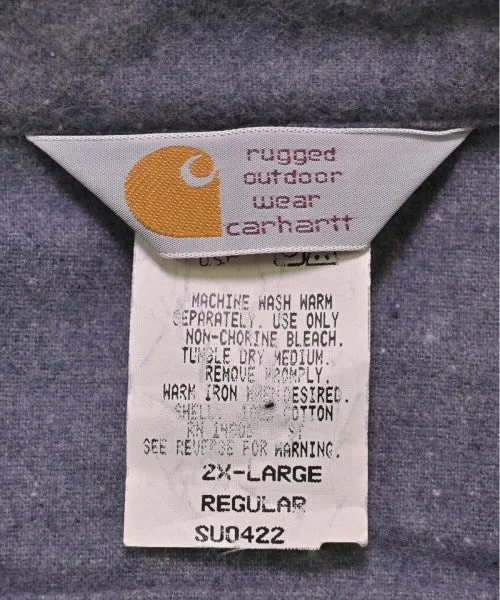 rugged
outdoor
wear
carhartt
U.S.A
MACHINE WASH WARM
SEPARATELY. USE ONLY
NON-CHORINE BLEACH.
TUMBLE DRY MEDIUM.
REMOVE PROMPLY.
WARM IRON DESIRED.
SHELL COTTON
RN
SEE REVERSE FOR WARNING.
2X-LARGE
REGULAR
SU0422